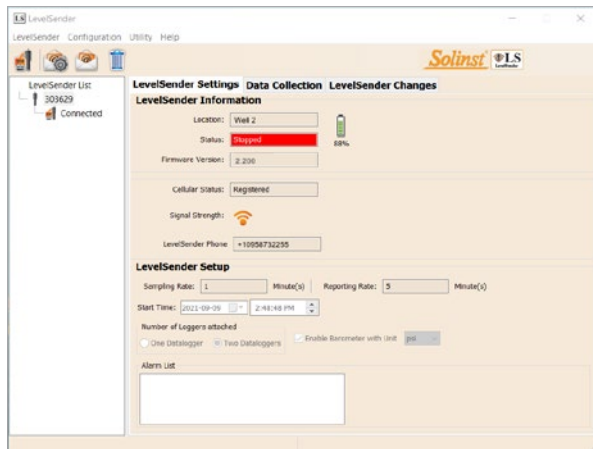 LS LevelSender
LevelSender Configuration Utility Help
Solinst LS LevelSender
LevelSender List
303629
Connected
LevelSender Settings Data Collection LevelSender Changes
LevelSender Information
Location: Well 2
Status: Stopped
88%
Firmware Version: 2.200
Cellular Status: Registered
Signal Strength:
LevelSender Phone +10958732255
LevelSender Setup
Sampling Rate: 1 Minute(s) Reporting Rate: 5 Minute(s)
Start Time: 2021-09-09 2:48:48 PM
Number of Loggers attached
One Datalogger Two Dataloggers Enable Barometer with Unit psi
Alarm List